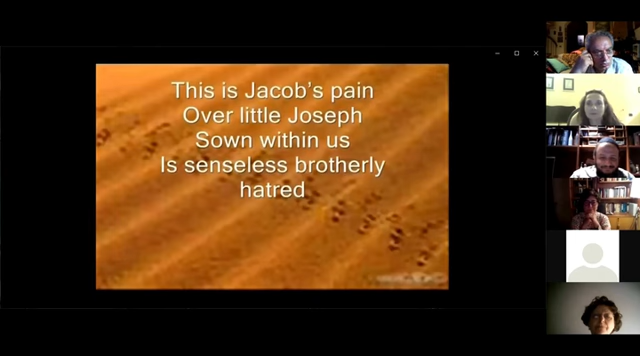 This is Jacob's pain
Over little Joseph
Sown within us
Is senseless brotherly
hatred